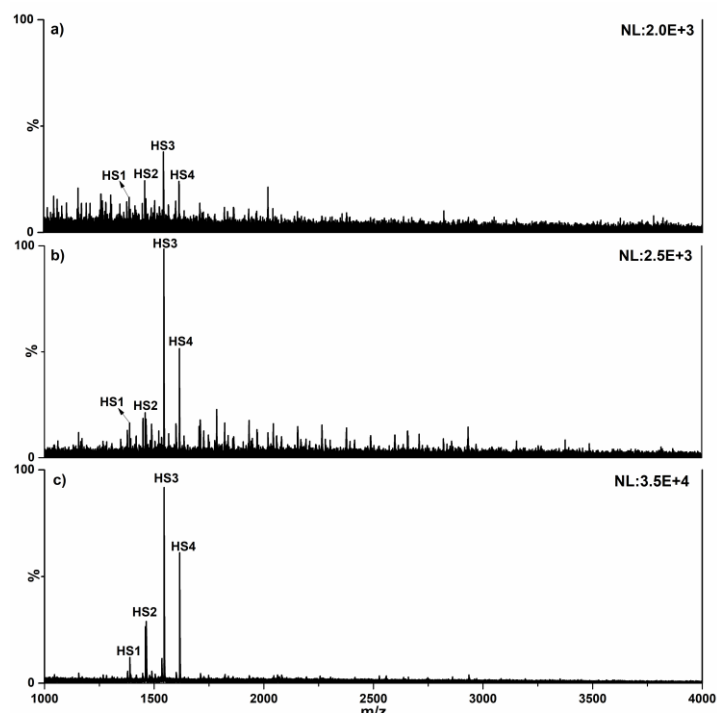 100
a)
NL:2.0E+3
%
HS1
HS2
HS3
HS4
0
100
b)
NL:2.5E+3
%
HS1
HS2
HS3
HS4
0
100
c)
NL:3.5E+4
%
HS1
HS2
HS3
HS4
0
1000 1500 2000 2500 3000 3500 4000
m/z